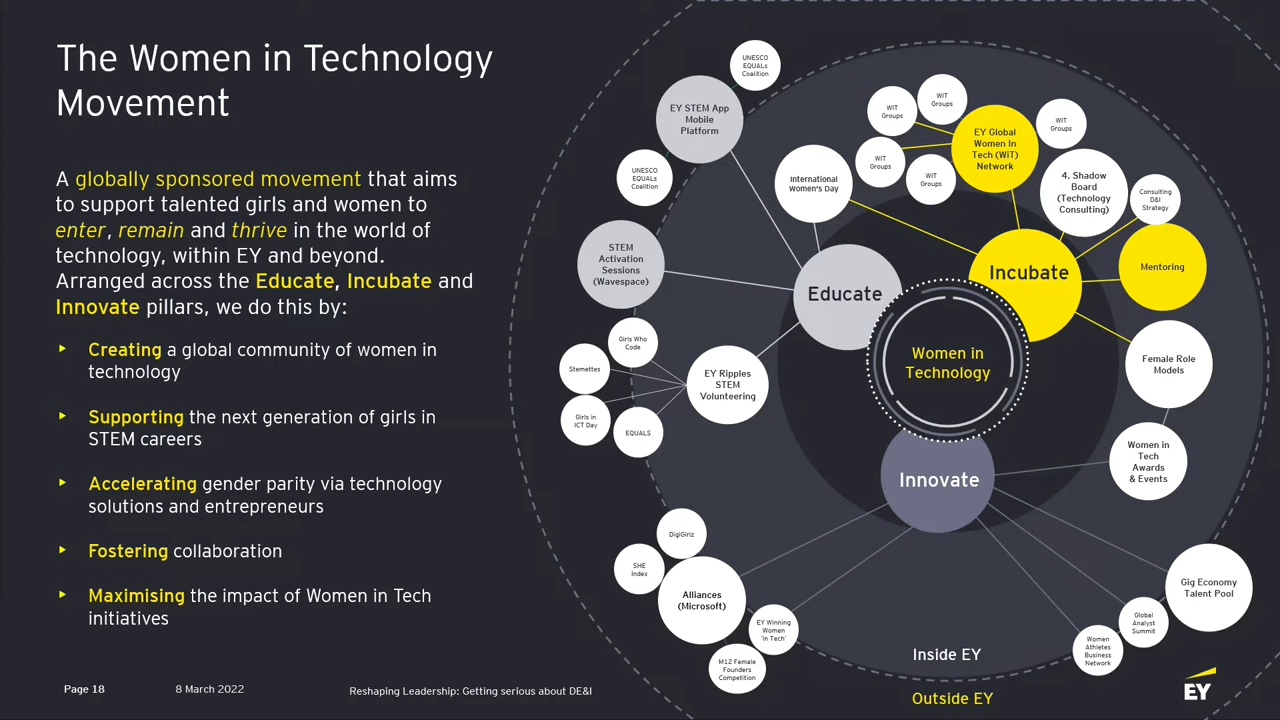 The Women in Technology
Movement
A globally sponsored movement that aims
to support talented girls and women to
enter, remain and thrive in the world of
technology, within EY and beyond.
Arranged across the Educate, Incubate and
Innovate pillars, we do this by:
Creating a global community of women in
technology
Supporting the next generation of girls in
STEM careers
Accelerating gender parity via technology
solutions and entrepreneurs
Fostering collaboration
Maximising the impact of Women in Tech
initiatives
UNESCO
EQUALs
Coalition
EY STEM App
Mobile
Platform
UNESCO
EQUALs
Coalition
STEM
Activation
Sessions
(Wavespace)
Girls Who
Code
Stemettes
Girls in
ICT Day
EQUALS
EY Ripples
STEM
Volunteering
International
Women's Day
Educate
WIT
Groups
WIT
Groups
WIT
Groups
WIT
Groups
WIT
Groups
EY Global
Women In
Tech (WiT)
Network
4. Shadow
Board
(Technology
Consulting)
Consulting
D&I
Strategy
Incubate
Mentoring
Women in
Technology
Female Role
Models
Women in
Tech
Awards
& Events
Innovate
DigiGirlz
SHE
Index
Alliances
(Microsoft)
EY Winning
Women
'in Tech'
M12 Female
Founders
Competition
Gig Economy
Talent Pool
Global
Analyst
Summit
Women
Athletes
Business
Network
Inside EY
Outside EY
Page 18
8 March 2022
Reshaping Leadership: Getting serious about DE&I
EY